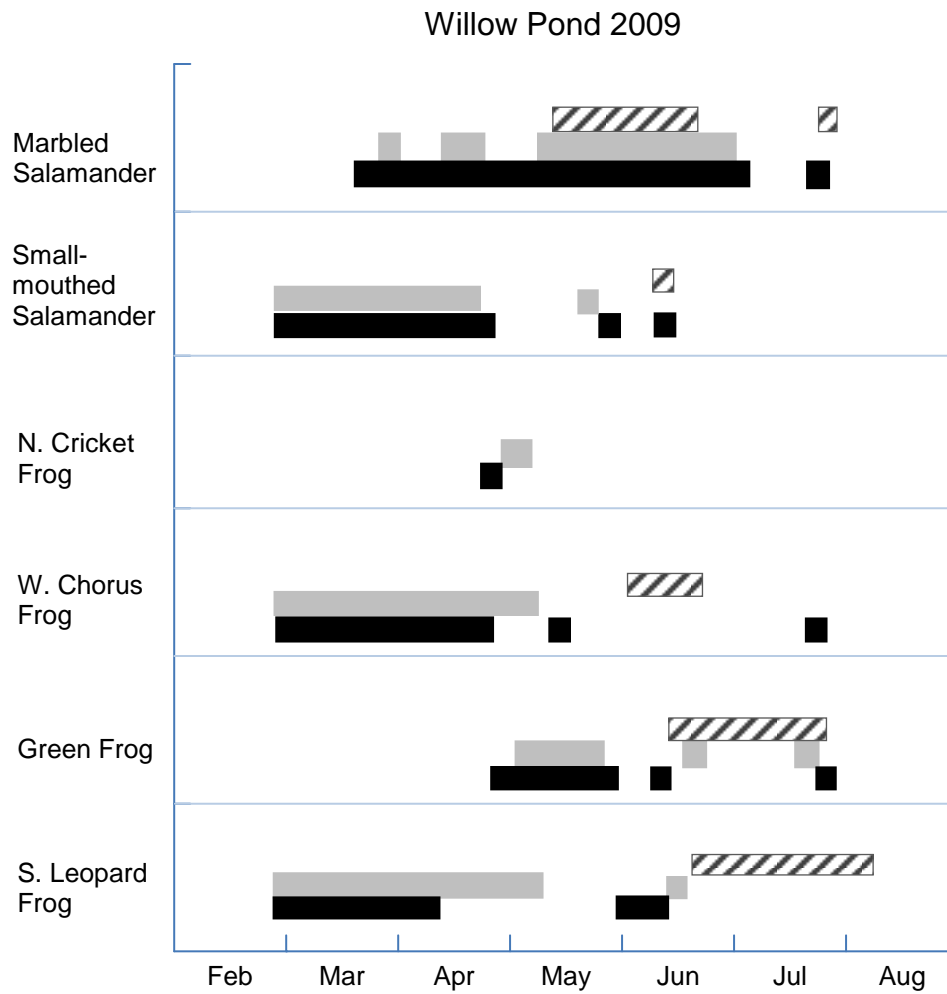 Willow Pond 2009
Marbled
Salamander
Small-
mouthed
Salamander
N. Cricket
Frog
W. Chorus
Frog
Green Frog
S. Leopard
Frog
Feb Mar Apr May Jun Jul Aug